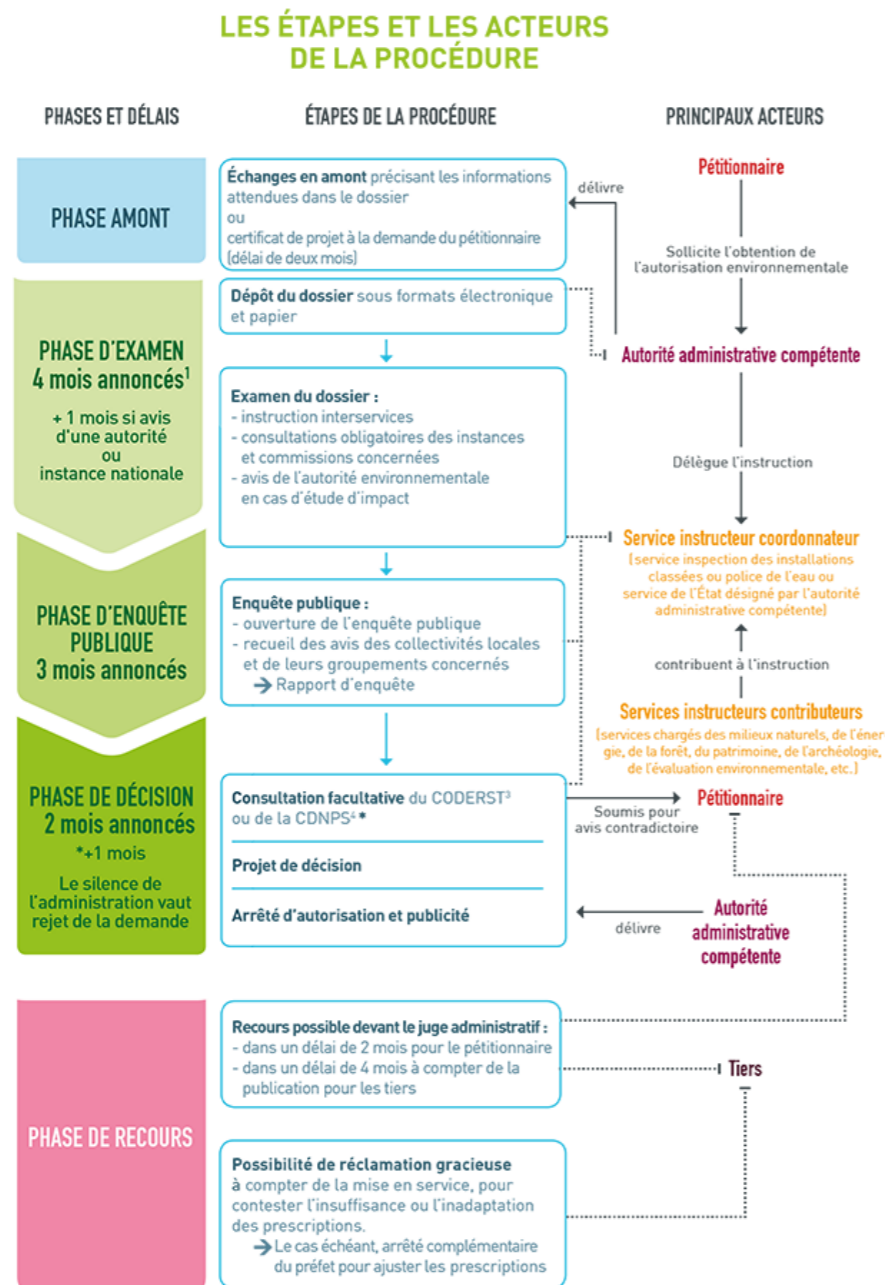 LES ÉTAPES ET LES ACTEURS
DE LA PROCÉDURE
PHASES ET DÉLAIS
ÉTAPES DE LA PROCÉDURE
PRINCIPAUX ACTEURS
PHASE AMONT
Échanges en amont précisant les informations
attendues dans le dossier
ou
certificat de projet à la demande du pétitionnaire
(délai de deux mois)
délivre
Pétitionnaire
Sollicite l'obtention de
l'autorisation environnementale
PHASE D'EXAMEN
4 mois annoncés¹
+ 1 mois si avis
d'une autorité
ou
instance nationale
Dépôt du dossier sous formats électronique
et papier
Autorité administrative compétente
Examen du dossier :
- instruction interservices
- consultations obligatoires des instances
et commissions concernées
- avis de l'autorité environnementale
en cas d'étude d'impact
Délègue l'instruction
Service instructeur coordonnateur
(service inspection des installations
classées ou police de l'eau ou
service de l'État désigné par l'autorité
administrative compétente)
PHASE D'ENQUÊTE
PUBLIQUE
3 mois annoncés
Enquête publique :
- ouverture de l'enquête publique
- recueil des avis des collectivités locales
et de leurs groupements concernés
→ Rapport d'enquête
contribuent à l'instruction
Services instructeurs contributeurs
(services chargés des milieux naturels, de l'éner-
gie, de la forêt, du patrimoine, de l'archéologie,
de l'évaluation environnementale, etc.)
PHASE DE DÉCISION
2 mois annoncés
*+1 mois
Le silence de
l'administration vaut
rejet de la demande
Consultation facultative du CODERST³
ou de la CDNPS⁴ *
Projet de décision
Arrêté d'autorisation et publicité
Soumis pour
avis contradictoire
Pétitionnaire
délivre
Autorité
administrative
compétente
PHASE DE RECOURS
Recours possible devant le juge administratif :
- dans un délai de 2 mois pour le pétitionnaire
- dans un délai de 4 mois à compter de la
publication pour les tiers
Tiers
Possibilité de réclamation gracieuse
à compter de la mise en service, pour
contester l'insuffisance ou l'inadaptation
des prescriptions.
→ Le cas échéant, arrêté complémentaire
du préfet pour ajuster les prescriptions